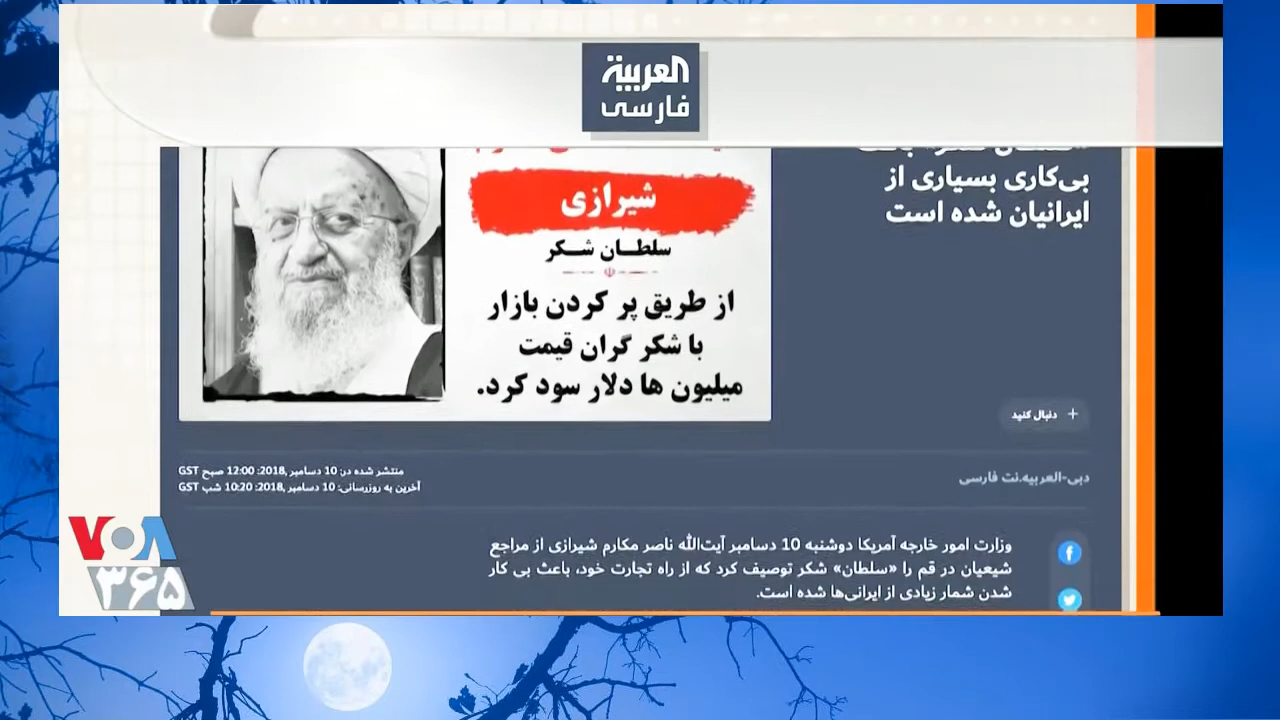 العربية
فارسی
شیرازی
سلطـان شـکر
از طریق پر کردن بازار
با شکر گران قیمت
میلیون ها دلار سود کرد.
بی‌کاری بسیاری از
ایرانیان شده است
+ دنبال کنید
منتشر شده در: 10 دسامبر ,2018: 12:00 صبح GST
آخرین به روزرسانی: 10 دسامبر ,2018: 10:20 شب GST
دبی-العربیه.نت فارسی
وزارت امور خارجه آمریکا دوشنبه 10 دسامبر آیت‌الله ناصر مکارم شیرازی از مراجع
شیعیان در قم را «سلطان» شکر توصیف کرد که از راه تجارت خود، باعث بی کار
شدن شمار زیادی از ایرانی‌ها شده است.
VOA
۳۶۵